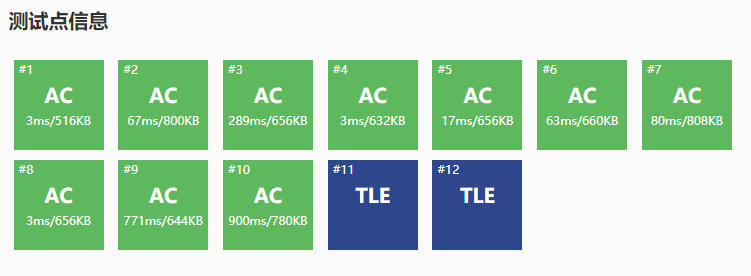 测试点信息
#1 #2 #3 #4 #5 #6 #7
AC AC AC AC AC AC AC
3ms/516KB 67ms/800KB 289ms/656KB 3ms/632KB 17ms/656KB 63ms/660KB 80ms/808KB
#8 #9 #10 #11 #12
AC AC AC TLE TLE
3ms/656KB 771ms/644KB 900ms/780KB